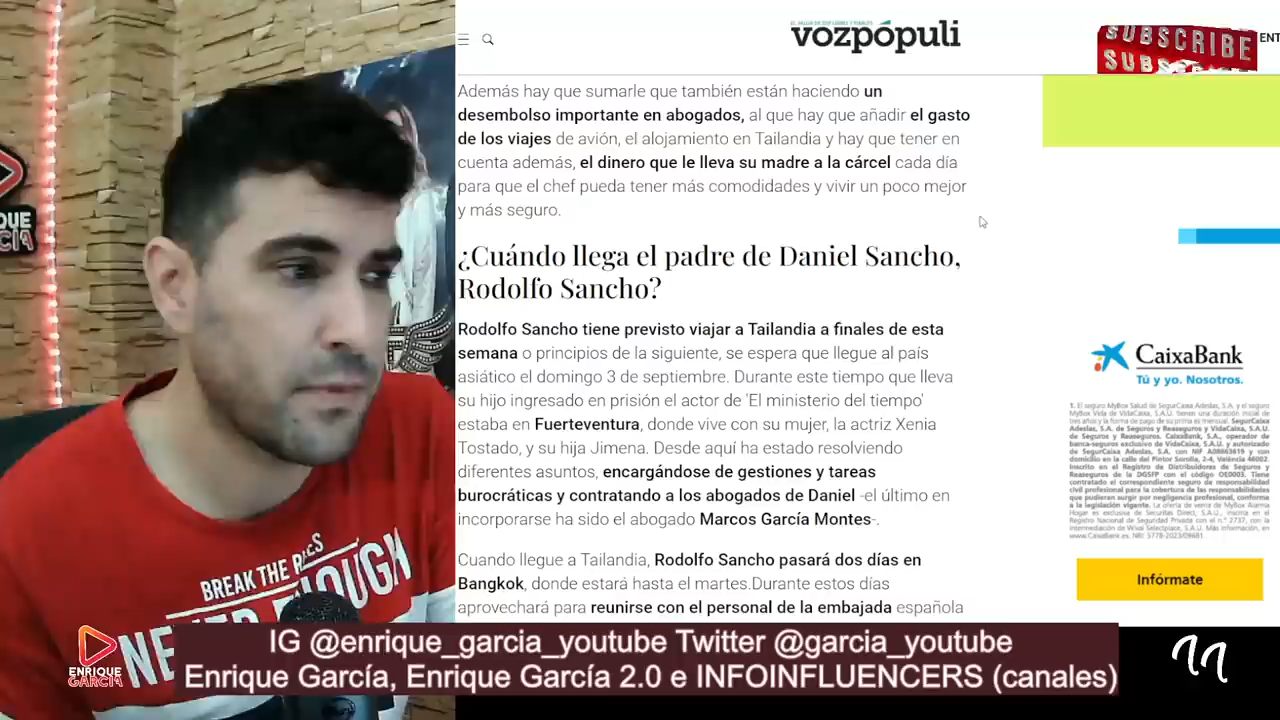 vozpópuli
SUBSCRIBE
Además hay que sumarle que también están haciendo un
desembolso importante en abogados, al que hay que añadir el gasto
de los viajes de avión, el alojamiento en Tailandia y hay que tener en
cuenta además, el dinero que le lleva su madre a la cárcel cada día
para que el chef pueda tener más comodidades y vivir un poco mejor
y más seguro.
¿Cuándo llega el padre de Daniel Sancho,
Rodolfo Sancho?
Rodolfo Sancho tiene previsto viajar a Tailandia a finales de esta
semana o principios de la siguiente, se espera que llegue al país
asiático el domingo 3 de septiembre. Durante este tiempo que lleva
su hijo ingresado en prisión el actor de 'El ministerio del tiempo'
estaba en Fuerteventura, donde vive con su mujer, la actriz Xenia
Tostado, y su hija Jimena. Desde aquí ha estado resolviendo
diferentes asuntos, encargándose de gestiones y tareas
burocráticas y contratando a los abogados de Daniel -el último en
incorporarse ha sido el abogado Marcos García Montes-.
Cuando llegue a Tailandia, Rodolfo Sancho pasará dos días en
Bangkok, donde estará hasta el martes.Durante estos días
aprovechará para reunirse con el personal de la embajada española
CaixaBank
Tú y yo. Nosotros.
Infórmate
BREAK THE
NE
OUGH
ENRIQUE
GARCÍA
IG @enrique_garcia_youtube Twitter @garcia_youtube
Enrique García, Enrique García 2.0 e INFOINFLUENCERS (canales)